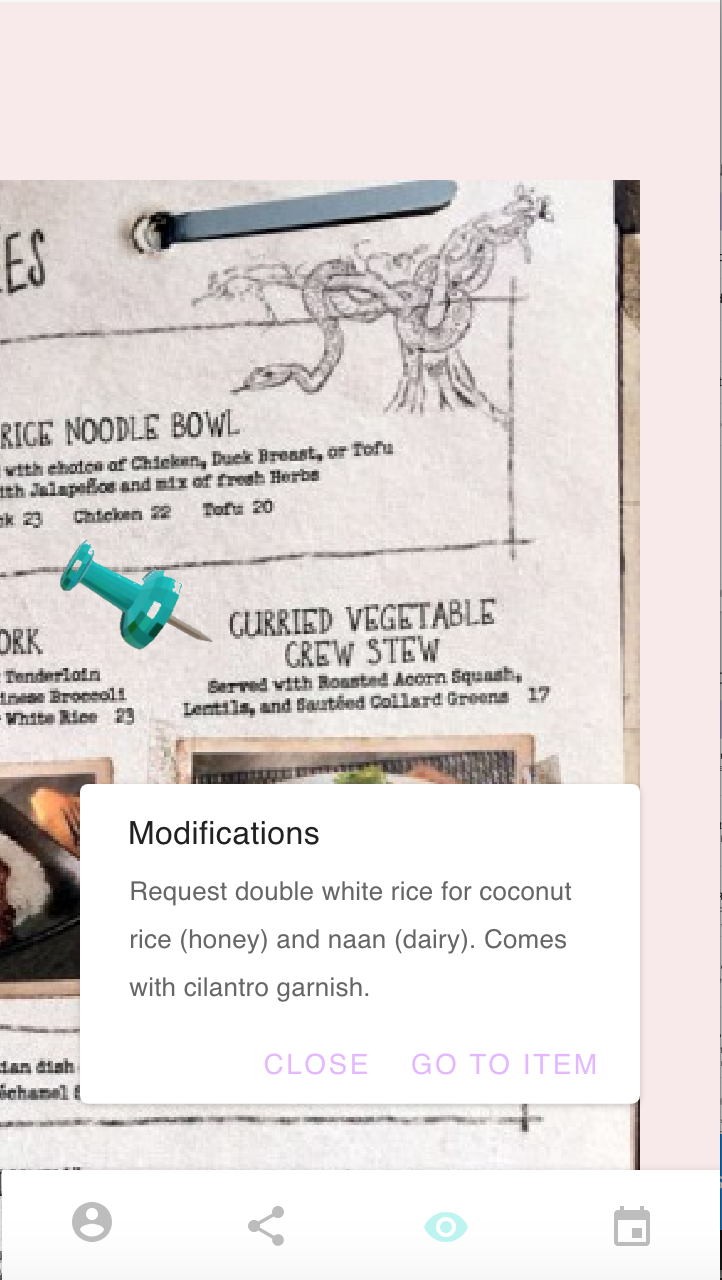 ES
RICE NOODLE BOWL
with choice of Chicken, Duck Breast, or Tofu
ith Jalapeños and mix of fresh Herbs
k 23 Chicken 22 Tofu 20
ORK
Tenderloin
inese Broccoli
White Rice 23
CURRIED VEGETABLE
CREW STEW
Served with Roasted Acorn Squash,
Lentils, and Sautéed Collard Greens 17
Modifications
Request double white rice for coconut
rice (honey) and naan (dairy). Comes
with cilantro garnish.
ian dish
échamel
CLOSE GO TO ITEM